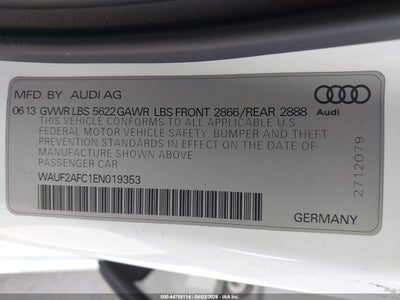 MFD. BY AUDI AG
06 13 GVWR LBS 5622 GAWR LBS FRONT 2866/REAR 2888
THIS VEHICLE CONFORMS TO ALL APPLICABLE U.S.
FEDERAL MOTOR VEHICLE SAFETY, BUMPER AND THEFT
PREVENTION STANDARDS IN EFFECT ON THE DATE OF
MANUFACTURE SHOWN ABOVE.
PASSENGER CAR
WAUF2AFC1EN019353
Audi
2712079
GERMANY
500-44758114 - 04/03/2026 - IAA Inc.